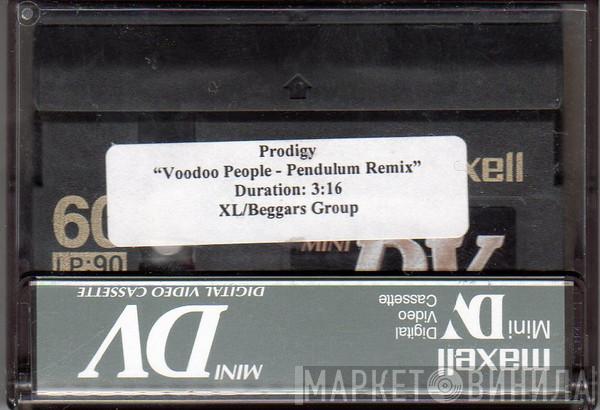 Prodigy
“Voodoo People - Pendulum Remix”
Duration: 3:16
XL/Beggars Group
xell
60
LP:90
MINI
DV
DIGITAL VIDEO CASSETTE
MINI DV
Digital
Video
Cassette
Mini DV
maxell
МАРКЕТ ВИНИЛА